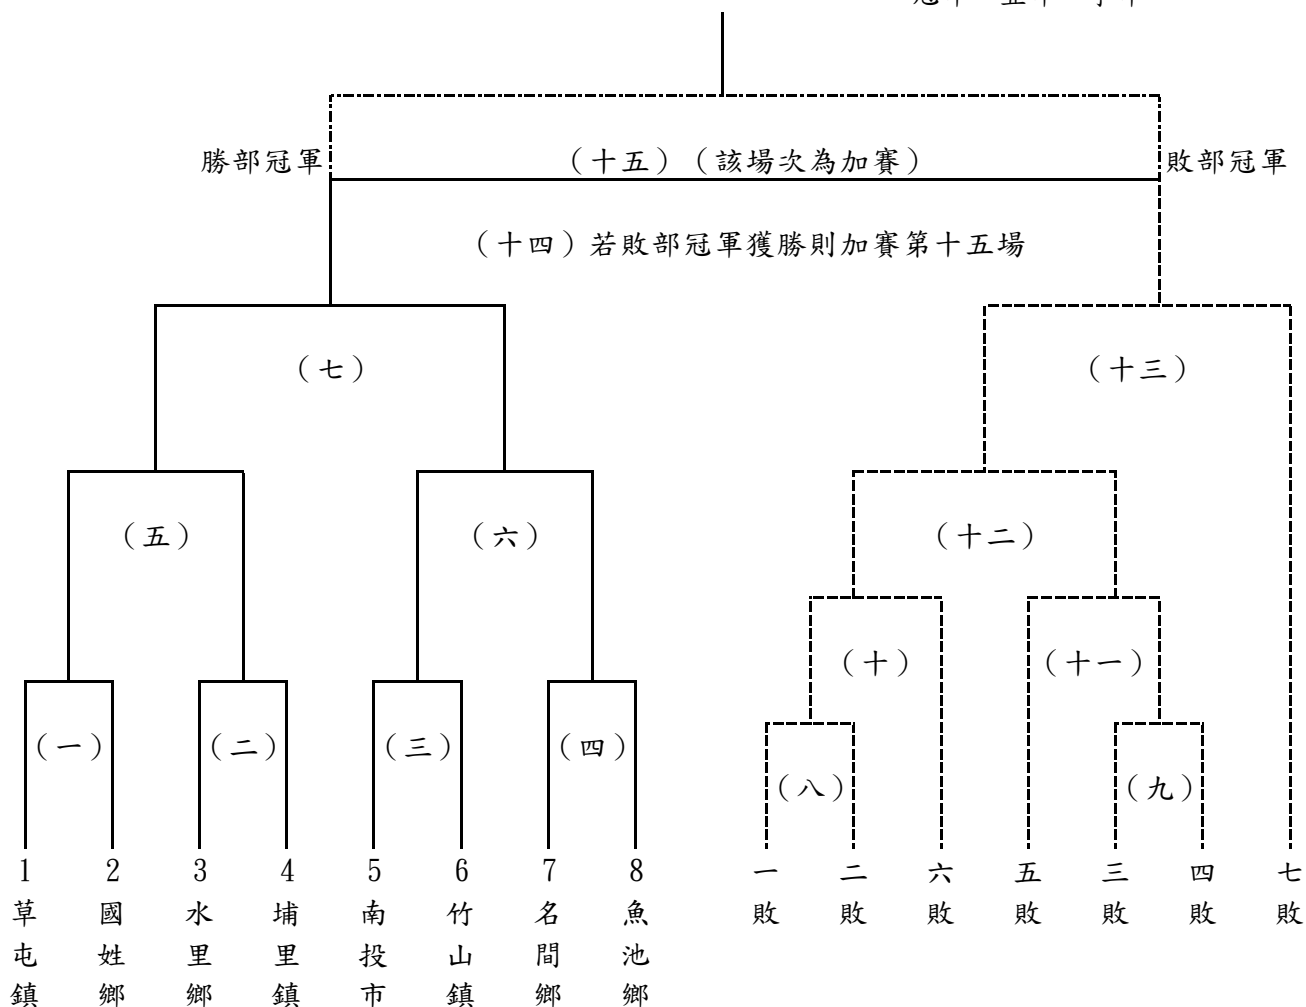 勝部冠軍
（十五）（該場次為加賽）
敗部冠軍
（十四）若敗部冠軍獲勝則加賽第十五場
（七）
（十三）
（五）
（六）
（十二）
（十）
（十一）
（一）
（二）
（三）
（四）
（八）
（九）
1 草屯鎮
2 國姓鄉
3 水里鄉
4 埔里鎮
5 南投市
6 竹山鎮
7 名間鄉
8 魚池鄉
一敗
二敗
六敗
五敗
三敗
四敗
七敗